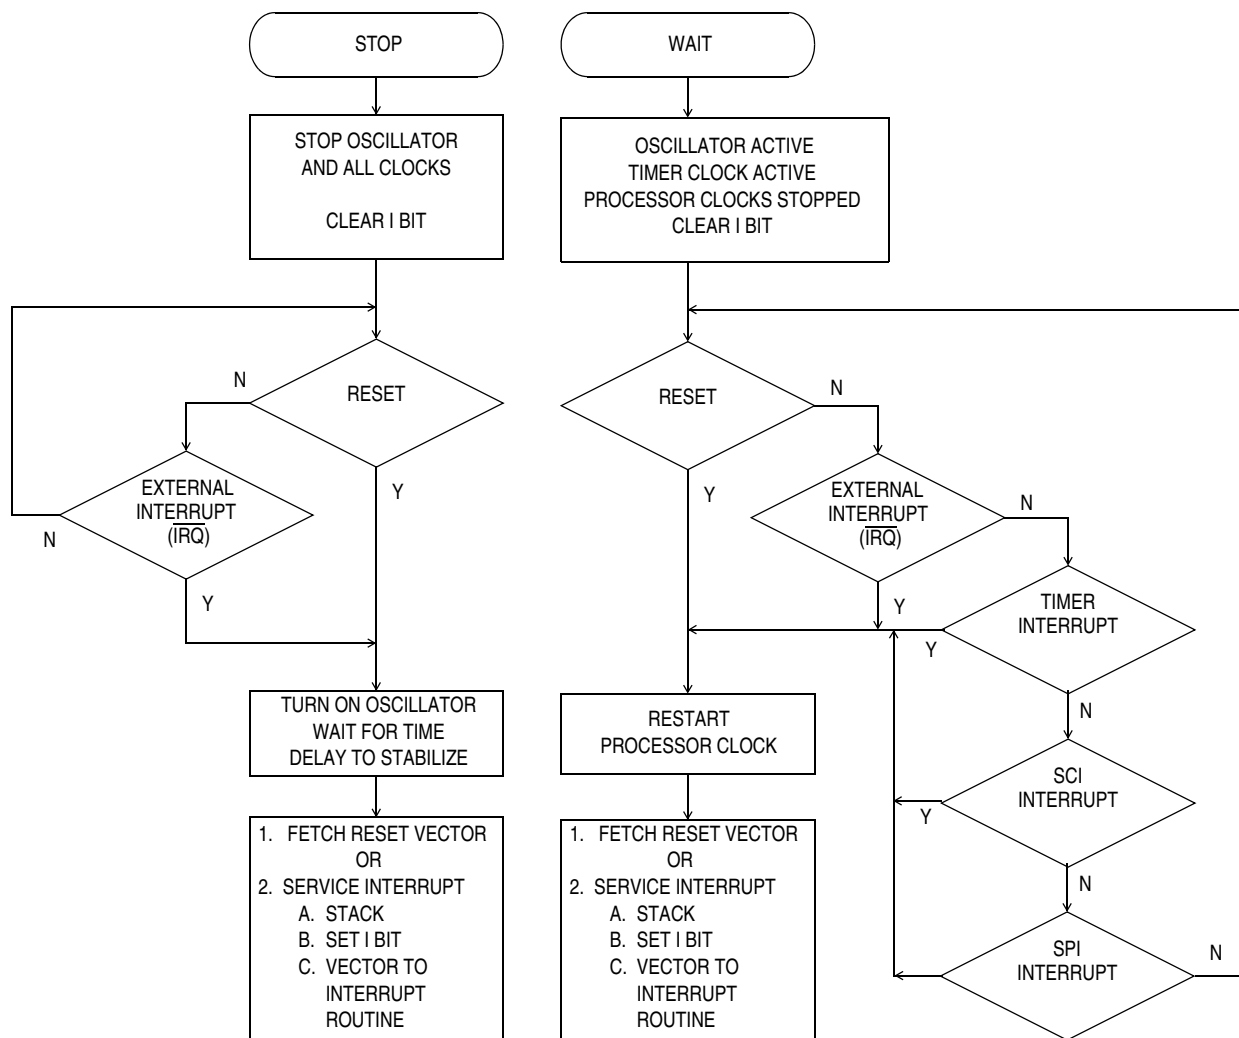 STOP
STOP OSCILLATOR
AND ALL CLOCKS
CLEAR I BIT
N
RESET
Y
EXTERNAL
INTERRUPT
(IRQ)
N
Y
TURN ON OSCILLATOR
WAIT FOR TIME
DELAY TO STABILIZE
1. FETCH RESET VECTOR
OR
2. SERVICE INTERRUPT
A. STACK
B. SET I BIT
C. VECTOR TO
INTERRUPT
ROUTINE
WAIT
OSCILLATOR ACTIVE
TIMER CLOCK ACTIVE
PROCESSOR CLOCKS STOPPED
CLEAR I BIT
RESET
N
Y
EXTERNAL
INTERRUPT
(IRQ)
N
Y
TIMER
INTERRUPT
Y
N
SCI
INTERRUPT
Y
N
SPI
INTERRUPT
N
RESTART
PROCESSOR CLOCK
1. FETCH RESET VECTOR
OR
2. SERVICE INTERRUPT
A. STACK
B. SET I BIT
C. VECTOR TO
INTERRUPT
ROUTINE